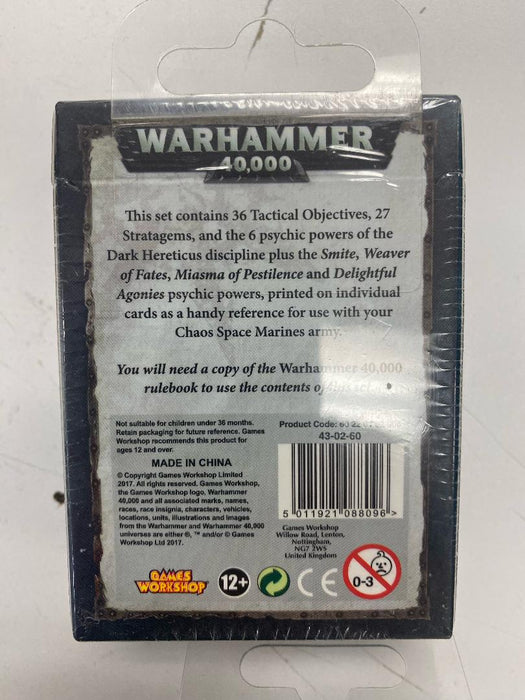 WARHAMMER
40,000
This set contains 36 Tactical Objectives, 27
Stratagems, and the 6 psychic powers of the
Dark Hereticus discipline plus the Smite, Weaver
of Fates, Miasma of Pestilence and Delightful
Agonies psychic powers, printed on individual
cards as a handy reference for use with your
Chaos Space Marines army.
You will need a copy of the Warhammer 40,000
rulebook to use the contents of this set.
Not suitable for children under 36 months.
Retain packaging for future reference. Games
Workshop recommends this product for
ages 12 and over.
MADE IN CHINA
© Copyright Games Workshop Limited
2017. All rights reserved. Games Workshop,
the Games Workshop logo, Warhammer
40,000 and all associated marks, names,
races, race insignia, characters, vehicles,
locations, units, illustrations and images
from the Warhammer and Warhammer 40,000
universes are either ®, ™ and/or © Games
Workshop Ltd 2017.
Product Code:
43-02-60
5 011921 088096 >
Games Workshop
Willow Road, Lenton,
Nottingham,
NG7 2WS
United Kingdom
GAMES
WORKSHOP
12+
CE
0-3